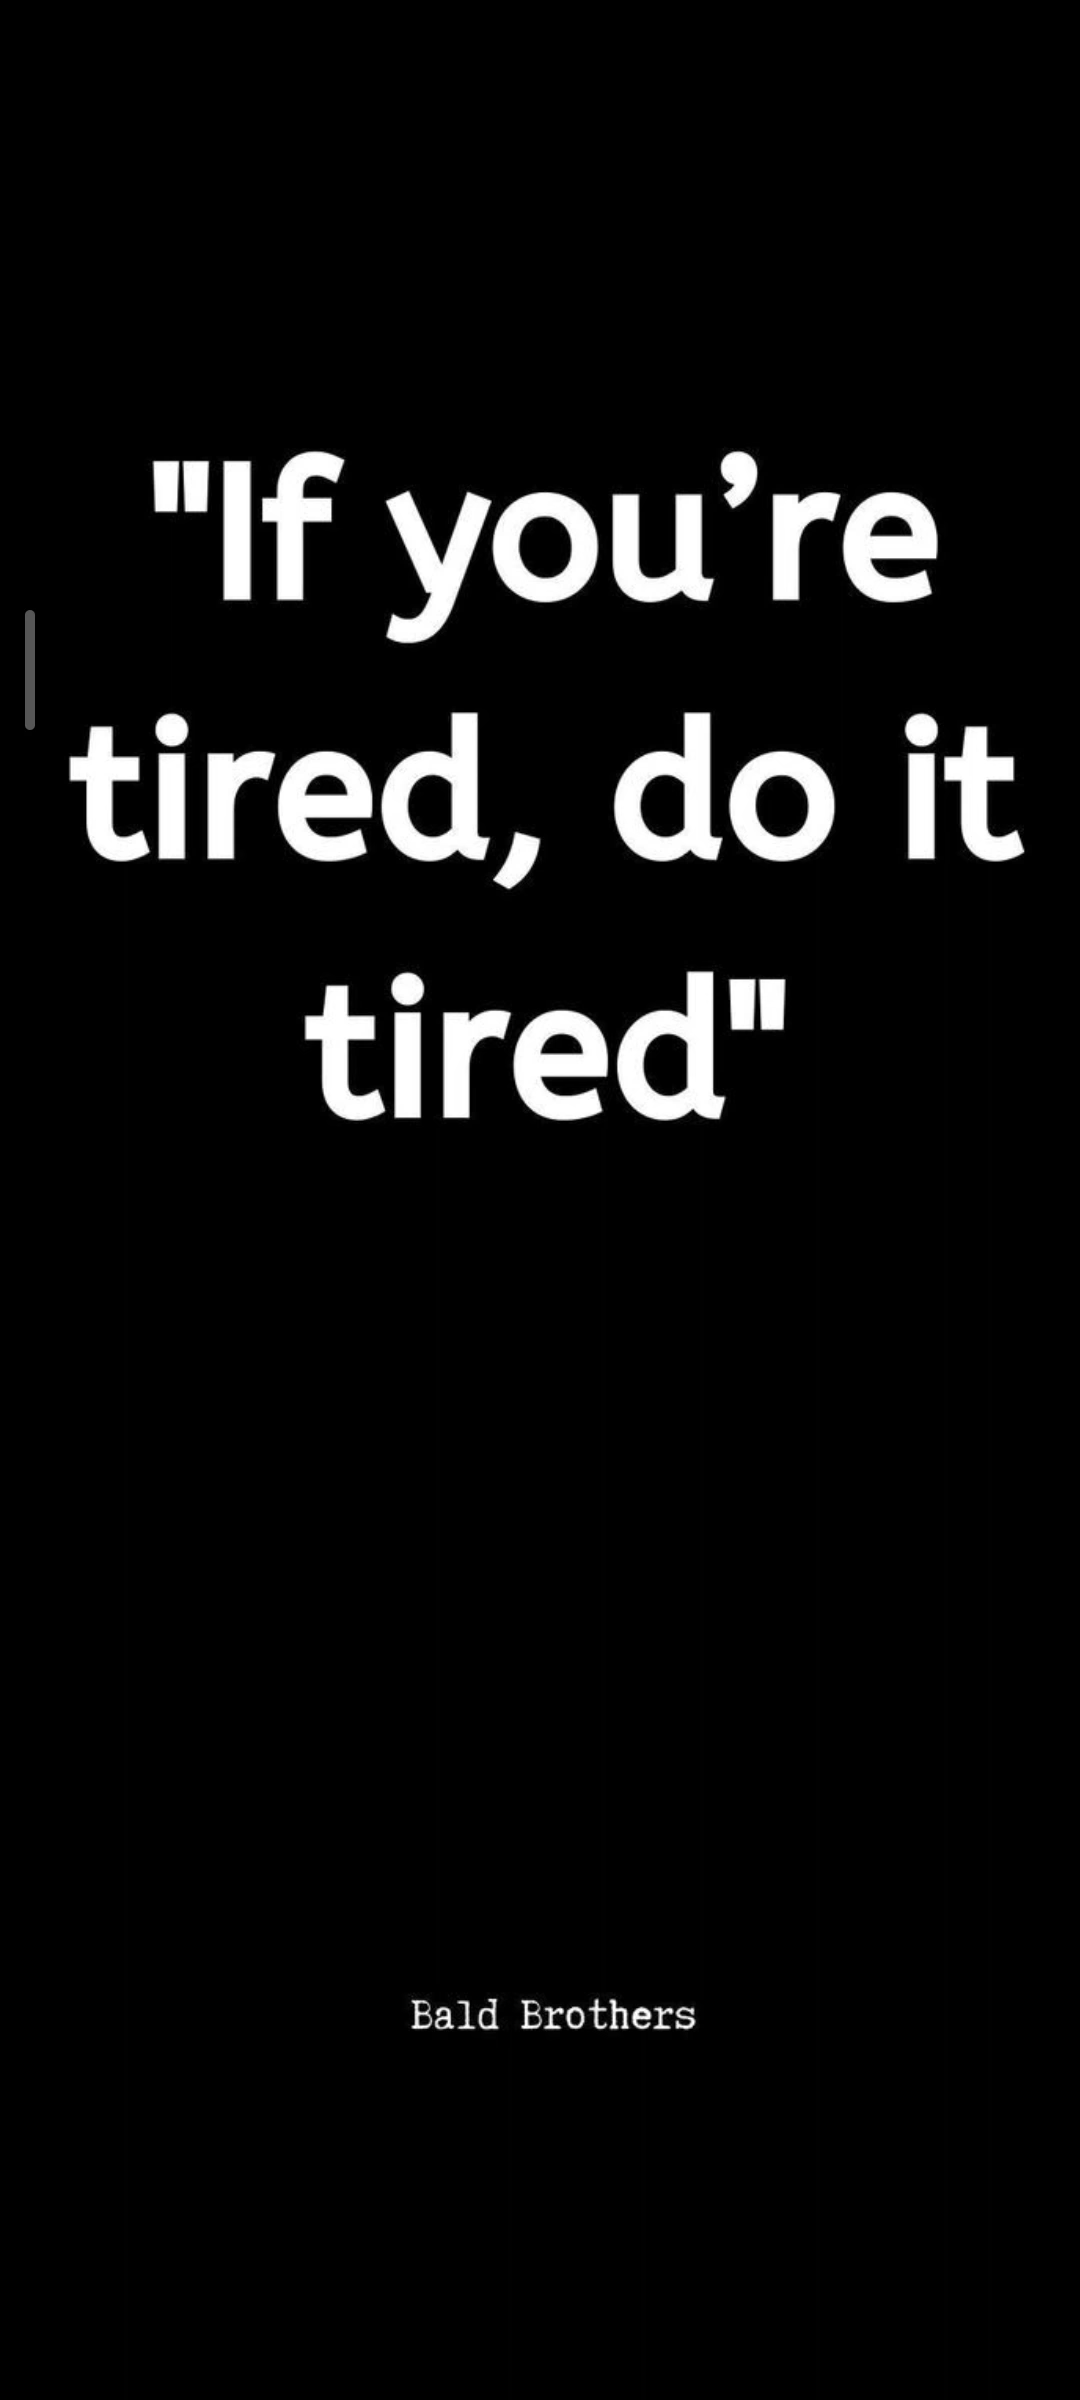 "If you’re
tired, do it
tired"
Bald Brothers